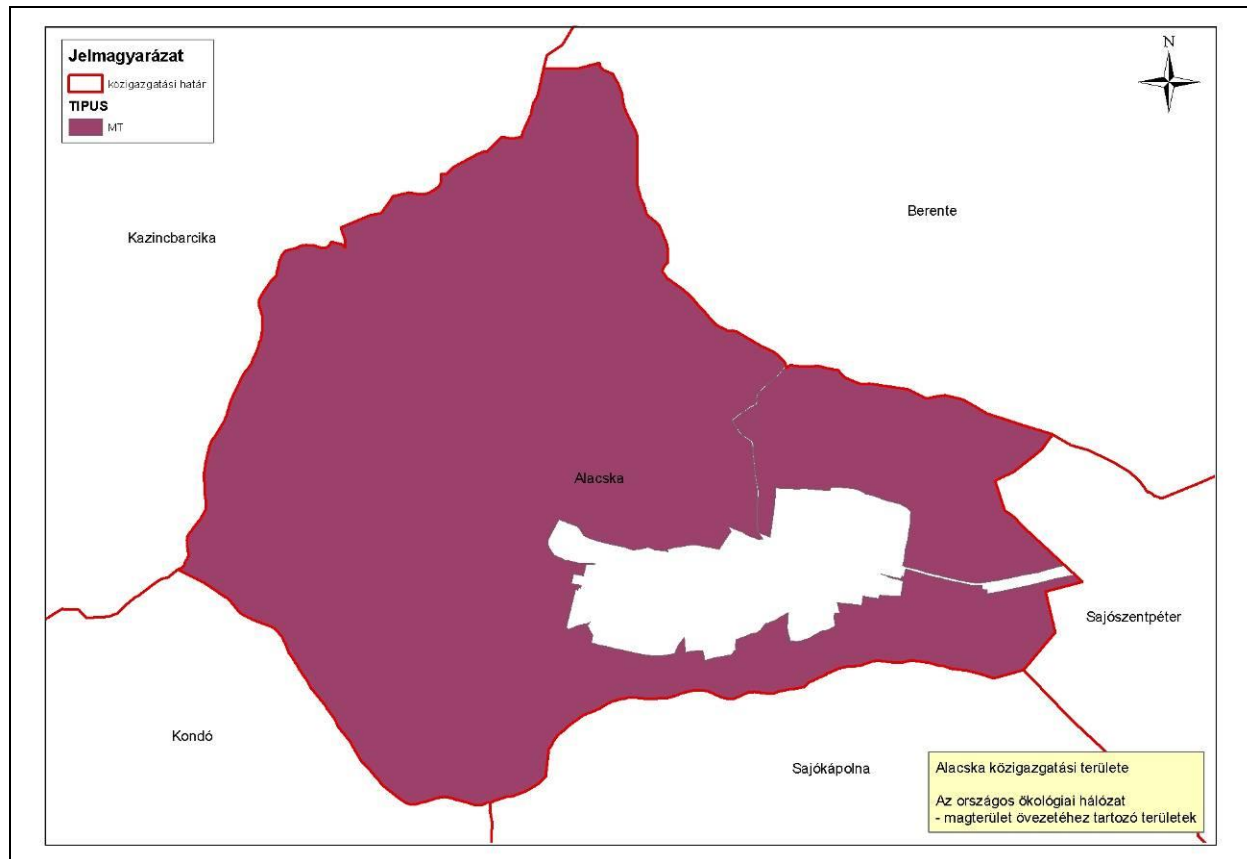 Jelmagyarázat
közigazgatási határ
TIPUS
MT
N
Kazincbarcika
Berente
Alacska
Sajószentpéter
Kondó
Sajókápolna
Alacska közigazgatási területe
Az országos ökológiai hálózat
- magterület övezetéhez tartozó területek